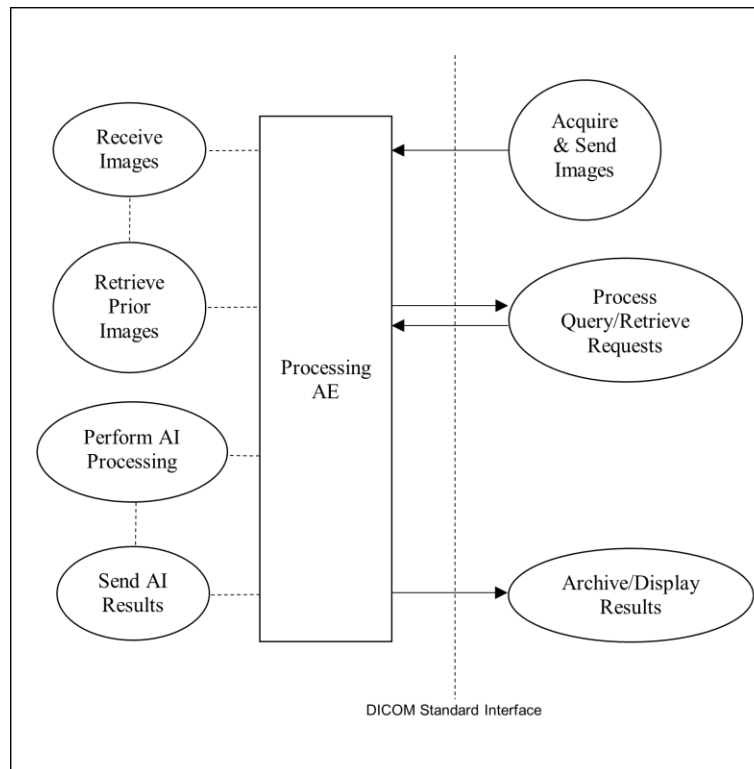 Receive
Images
Acquire
& Send
Images
Retrieve
Prior
Images
Process
Query/Retrieve
Requests
Processing
AE
Perform AI
Processing
Send AI
Results
Archive/Display
Results
DICOM Standard Interface